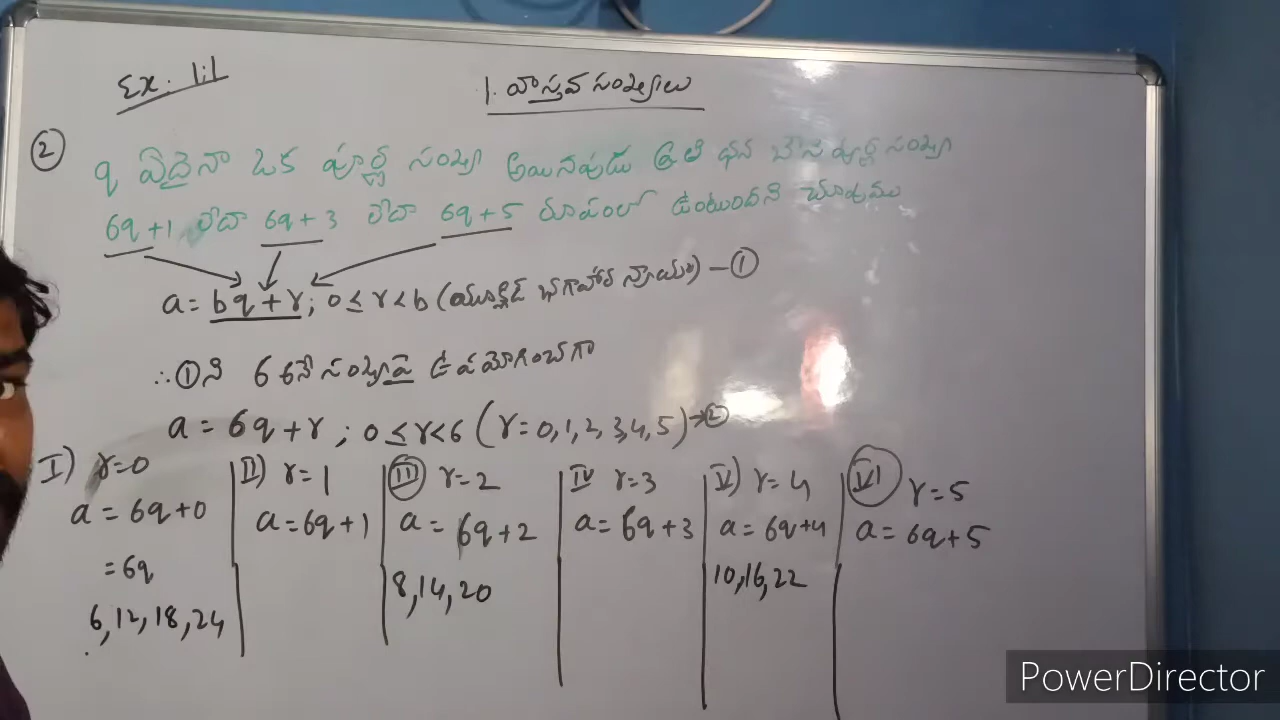 Ex: 1.1
1. వాస్తవ సంఖ్యలు
② q ఏదైనా ఒక పూర్ణ సంఖ్య అయినపుడు ప్రతి ధన బేసి పూర్ణ సంఖ్యా
6q+1 లేదా 6q+3 లేదా 6q+5 రూపంలో ఉంటుందని చూపుము
a = bq + r ; 0 ≤ r < b (యూక్లిడ్ భాగహార న్యాయం) — ①
∴ ① ని 6 అనే సంఖ్యపై ఉపయోగించగా
a = 6q + r ; 0 ≤ r < 6 (r = 0, 1, 2, 3, 4, 5) → ②
I) r=0 II) r=1 III r=2 IV r=3 V) r=4 VI r=5
a = 6q+0 a=6q+1 a= 6q+2 a= 6q+3 a= 6q+4 a= 6q+5
=6q
6, 12, 18, 24 8, 14, 20 10, 16, 22
PowerDirector